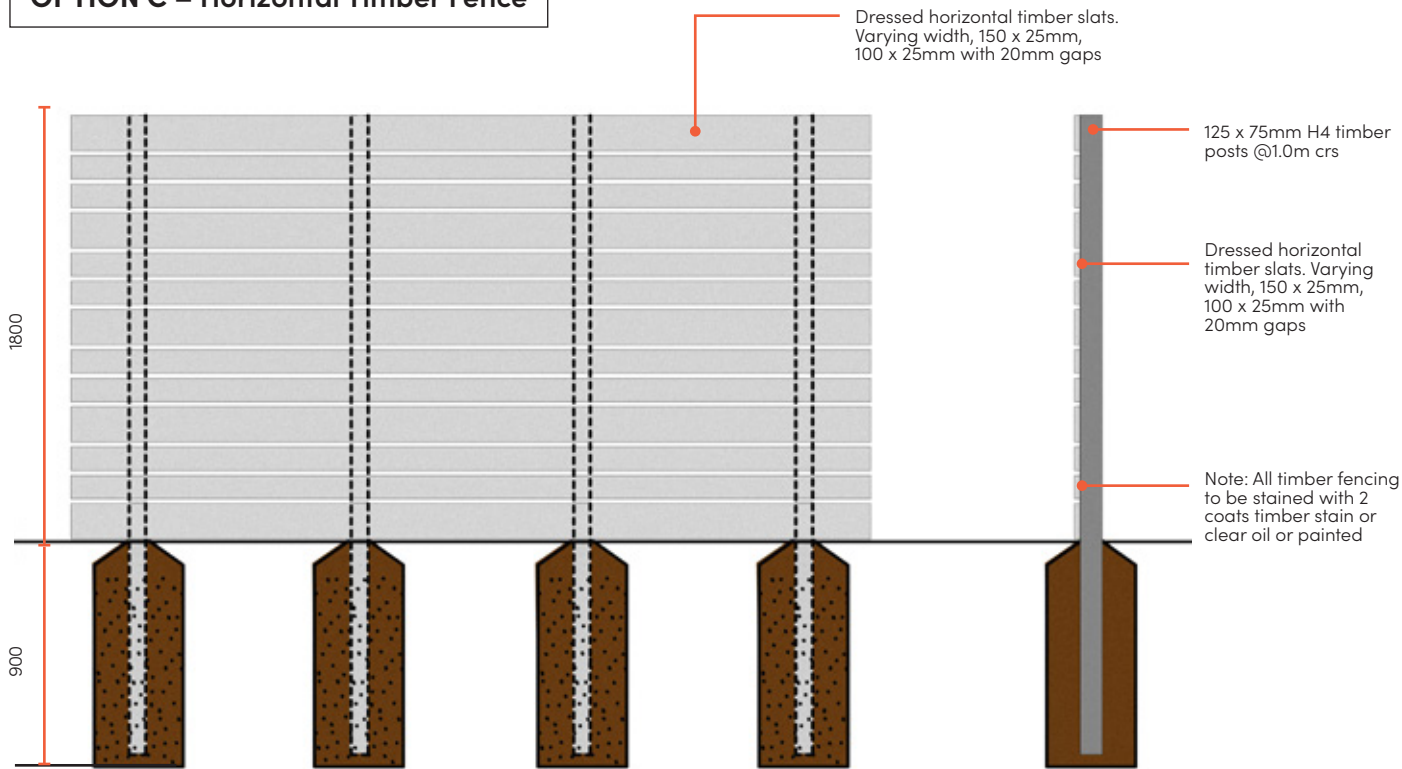 OPTION C – Horizontal Timber Fence
Dressed horizontal timber slats.
Varying width, 150 x 25mm,
100 x 25mm with 20mm gaps
125 x 75mm H4 timber
posts @1.0m crs
Dressed horizontal
timber slats. Varying
width, 150 x 25mm,
100 x 25mm with
20mm gaps
1800
Note: All timber fencing
to be stained with 2
coats timber stain or
clear oil or painted
900